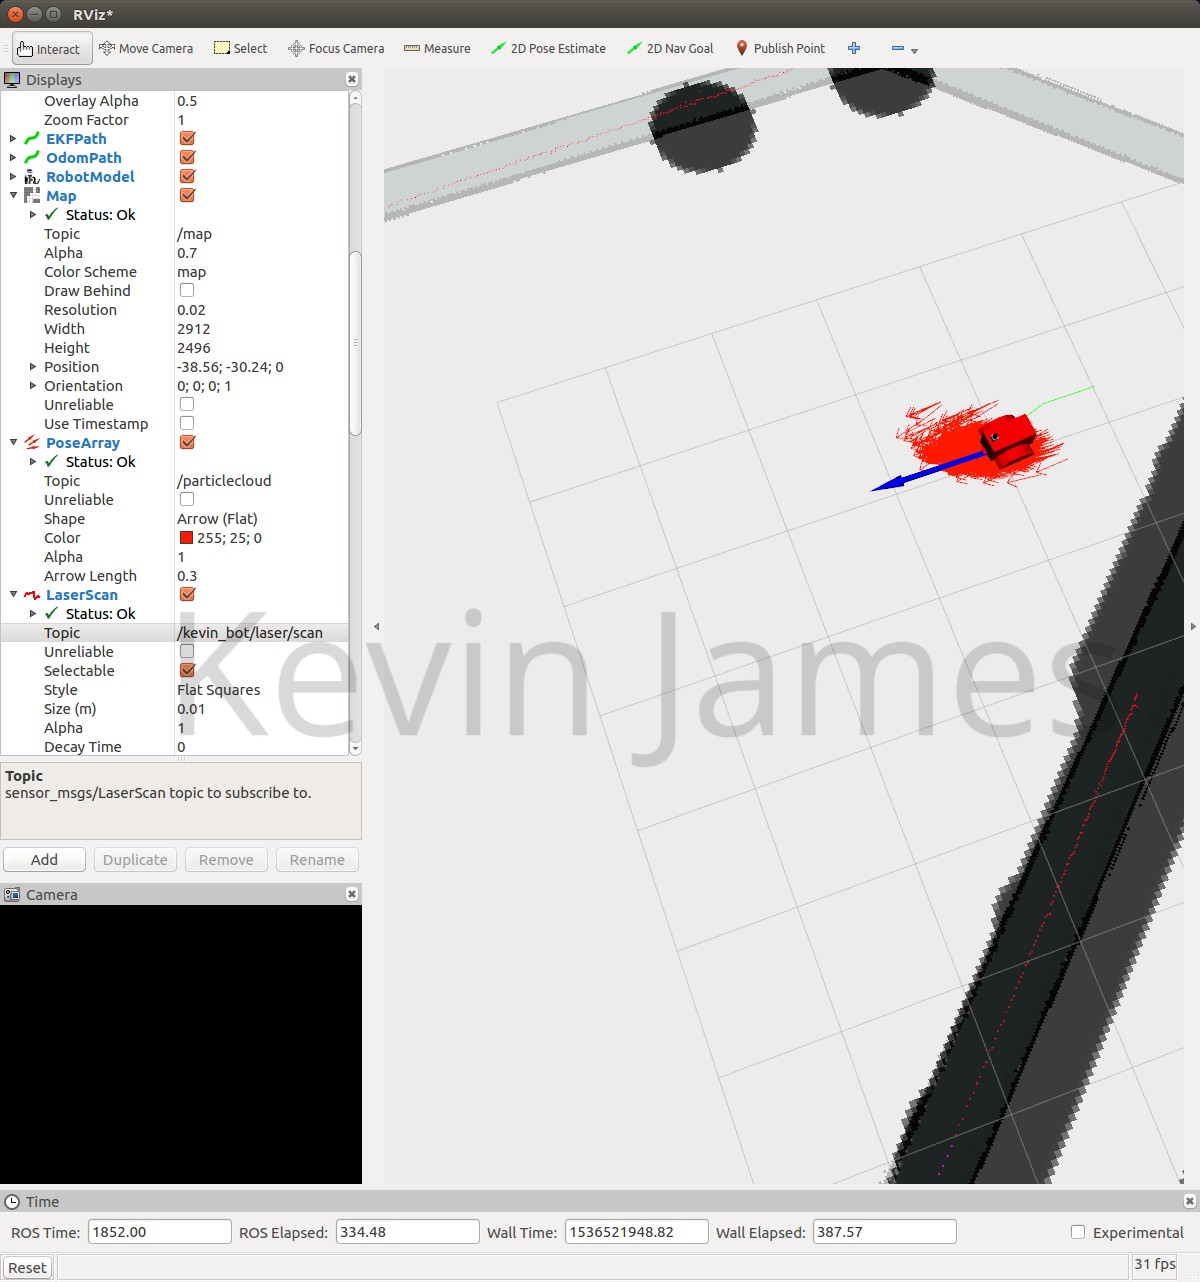 RViz*
Interact Move Camera Select Focus Camera Measure 2D Pose Estimate 2D Nav Goal Publish Point
Displays
Overlay Alpha 0.5
Zoom Factor 1
EKFPath
OdomPath
RobotModel
Map
Status: Ok
Topic /map
Alpha 0.7
Color Scheme map
Draw Behind
Resolution 0.02
Width 2912
Height 2496
Position -38.56; -30.24; 0
Orientation 0; 0; 0; 1
Unreliable
Use Timestamp
PoseArray
Status: Ok
Topic /particlecloud
Unreliable
Shape Arrow (Flat)
Color 255; 25; 0
Alpha 1
Arrow Length 0.3
LaserScan
Status: Ok
Topic /kevin_bot/laser/scan
Unreliable
Selectable
Style Flat Squares
Size (m) 0.01
Alpha 1
Decay Time 0
Kevin James
Topic
sensor_msgs/LaserScan topic to subscribe to.
Add Duplicate Remove Rename
Camera
Time
ROS Time: 1852.00 ROS Elapsed: 334.48 Wall Time: 1536521948.82 Wall Elapsed: 387.57 Experimental
Reset 31 fps